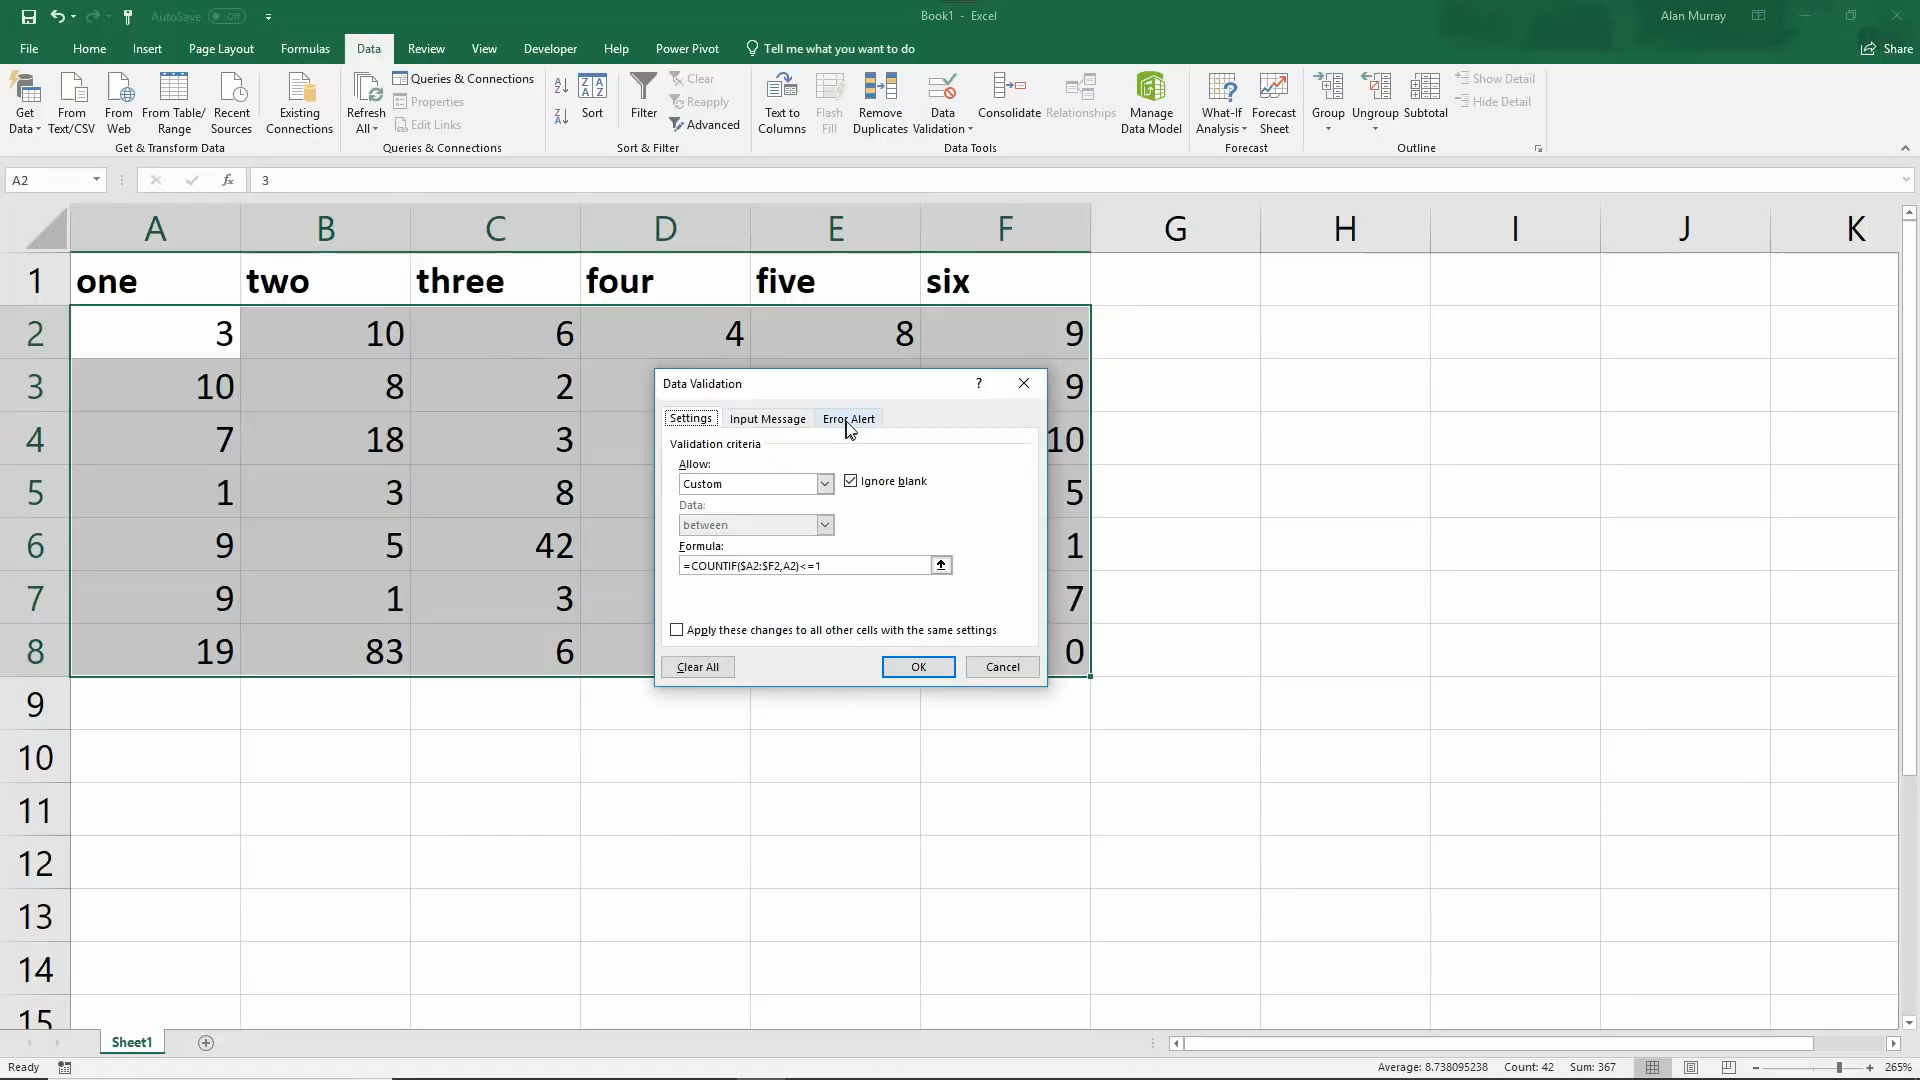 AutoSave Off
Book1 - Excel
Alan Murray
File Home Insert Page Layout Formulas Data Review View Developer Help Power Pivot Tell me what you want to do Share
Get Data
From Text/CSV
From Web
From Table/ Range
Recent Sources
Existing Connections
Refresh All
Queries & Connections
Properties
Edit Links
Sort
Filter
Clear
Reapply
Advanced
Text to Columns
Flash Fill
Remove Duplicates
Data Validation
Consolidate
Relationships
Manage Data Model
What-If Analysis
Forecast Sheet
Group
Ungroup
Subtotal
Show Detail
Hide Detail
Get & Transform Data
Queries & Connections
Sort & Filter
Data Tools
Forecast
Outline
A2 fx 3
A B C D E F G H I J K
1 one two three four five six
2 3 10 6 4 8 9
3 10 8 2 9
4 7 18 3 10
5 1 3 8 5
6 9 5 42 1
7 9 1 3 7
8 19 83 6 0
9
10
11
12
13
14
15
Data Validation ?
Settings Input Message Error Alert
Validation criteria
Allow:
Custom
Ignore blank
Data:
between
Formula:
=COUNTIF($A2:$F2,A2)<=1
Apply these changes to all other cells with the same settings
Clear All OK Cancel
Sheet1
Ready
Average: 8.738095238 Count: 42 Sum: 367
265%